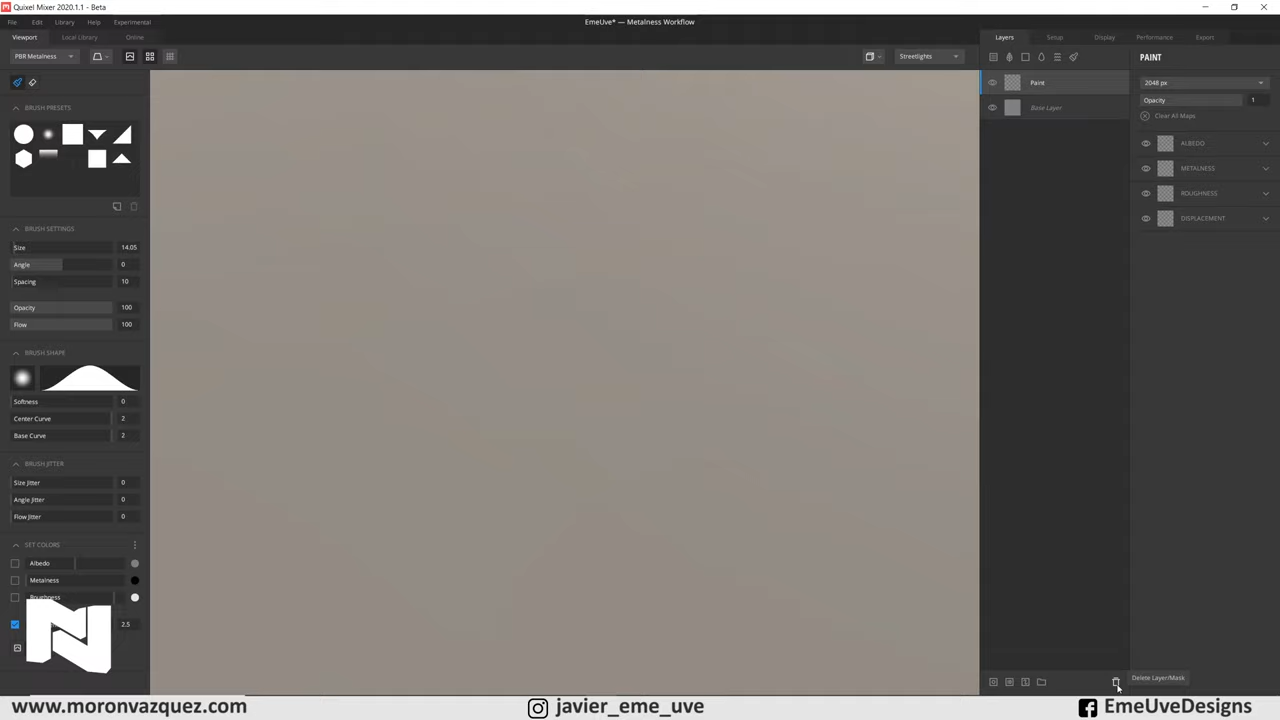 Quixel Mixer 2020.1.1 - Beta
File Edit Library Help Experimental
EmeUve* — Metalness Workflow
Viewport Local Library Online
Layers Setup Display Performance Export
PBR Metalness
Streetlights
PAINT
BRUSH PRESETS
Paint
Base Layer
2048 px
Opacity 1
Clear All Maps
ALBEDO
METALNESS
ROUGHNESS
DISPLACEMENT
BRUSH SETTINGS
Size 14.05
Angle 0
Spacing 10
Opacity 100
Flow 100
BRUSH SHAPE
Softness 0
Center Curve 2
Base Curve 2
BRUSH JITTER
Size Jitter 0
Angle Jitter 0
Flow Jitter 0
SET COLORS
Albedo
Metalness
Roughness
2.5
Delete Layer/Mask
www.moronvazquez.com
javier_eme_uve
EmeUveDesigns